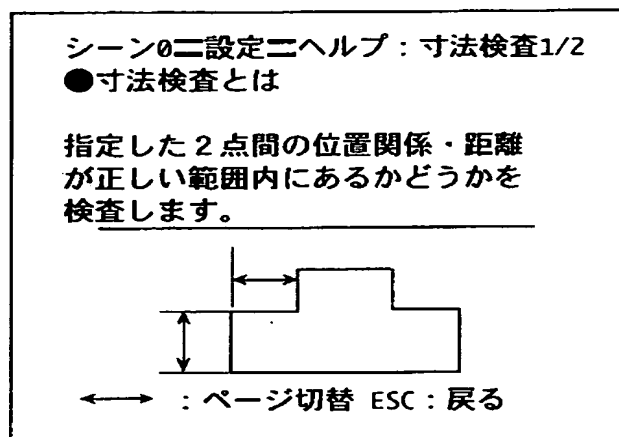 シーン0＝設定＝ヘルプ：寸法検査1/2
●寸法検査とは
指定した２点間の位置関係・距離
が正しい範囲内にあるかどうかを
検査します。
←→ ：ページ切替 ESC：戻る